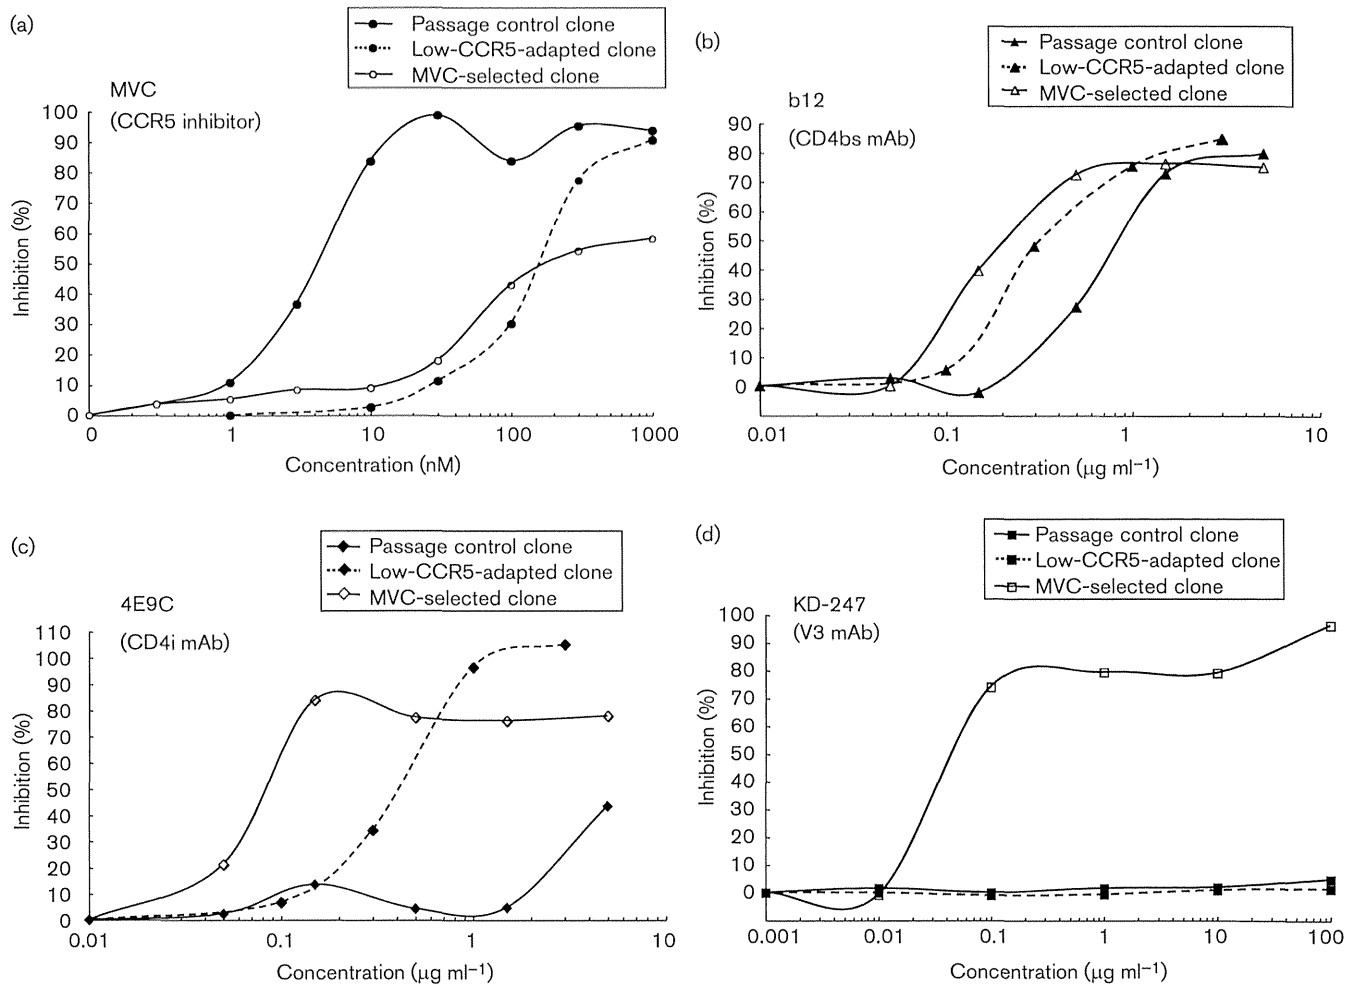 (a)
Passage control clone
Low-CCR5-adapted clone
MVC-selected clone
MVC
(CCR5 inhibitor)
Inhibition (%)
100
90
80
70
60
50
40
30
20
10
0
0 1 10 100 1000
Concentration (nM)
(b)
Passage control clone
Low-CCR5-adapted clone
MVC-selected clone
b12
(CD4bs mAb)
Inhibition (%)
90
80
70
60
50
40
30
20
10
0
0.01 0.1 1 10
Concentration (µg ml−1)
(c)
Passage control clone
Low-CCR5-adapted clone
MVC-selected clone
4E9C
(CD4i mAb)
Inhibition (%)
110
100
90
80
70
60
50
40
30
20
10
0
0.01 0.1 1 10
Concentration (µg ml−1)
(d)
Passage control clone
Low-CCR5-adapted clone
MVC-selected clone
KD-247
(V3 mAb)
Inhibition (%)
100
90
80
70
60
50
40
30
20
10
0
0.001 0.01 0.1 1 10 100
Concentration (µg ml−1)